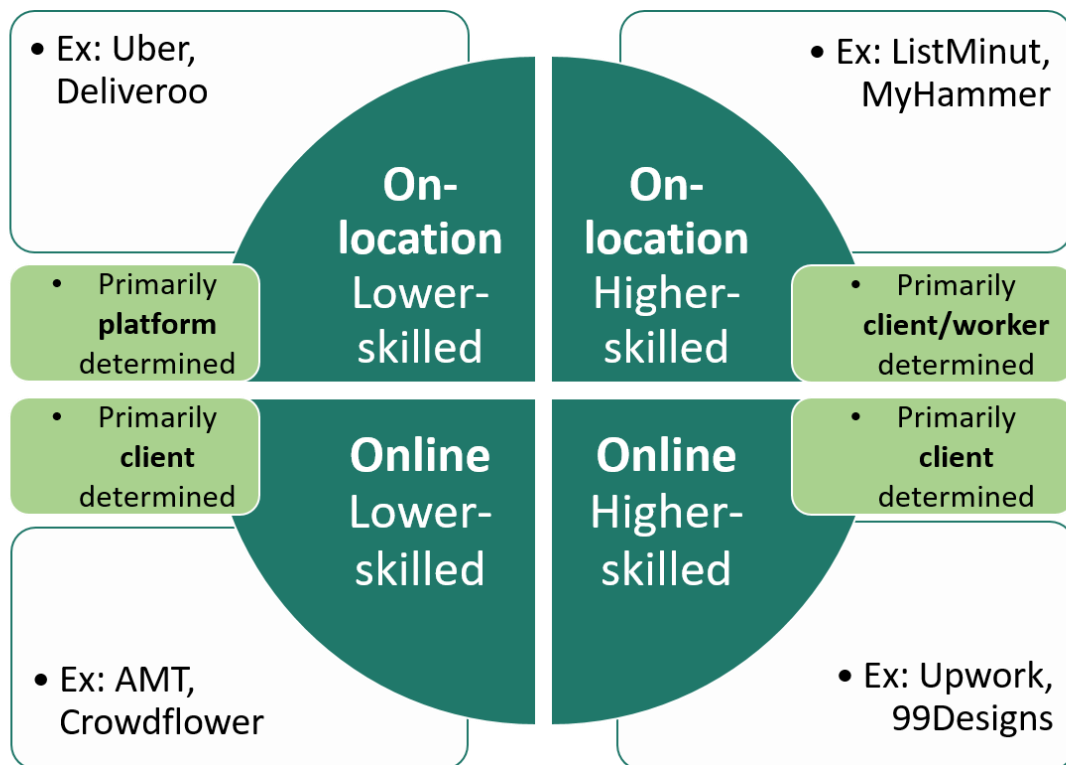 • Ex: Uber,
Deliveroo
• Ex: ListMinut,
MyHammer
On-
location
Lower-
skilled
On-
location
Higher-
skilled
• Primarily
platform
determined
• Primarily
client/worker
determined
• Primarily
client
determined
• Primarily
client
determined
Online
Lower-
skilled
Online
Higher-
skilled
• Ex: AMT,
Crowdflower
• Ex: Upwork,
99Designs